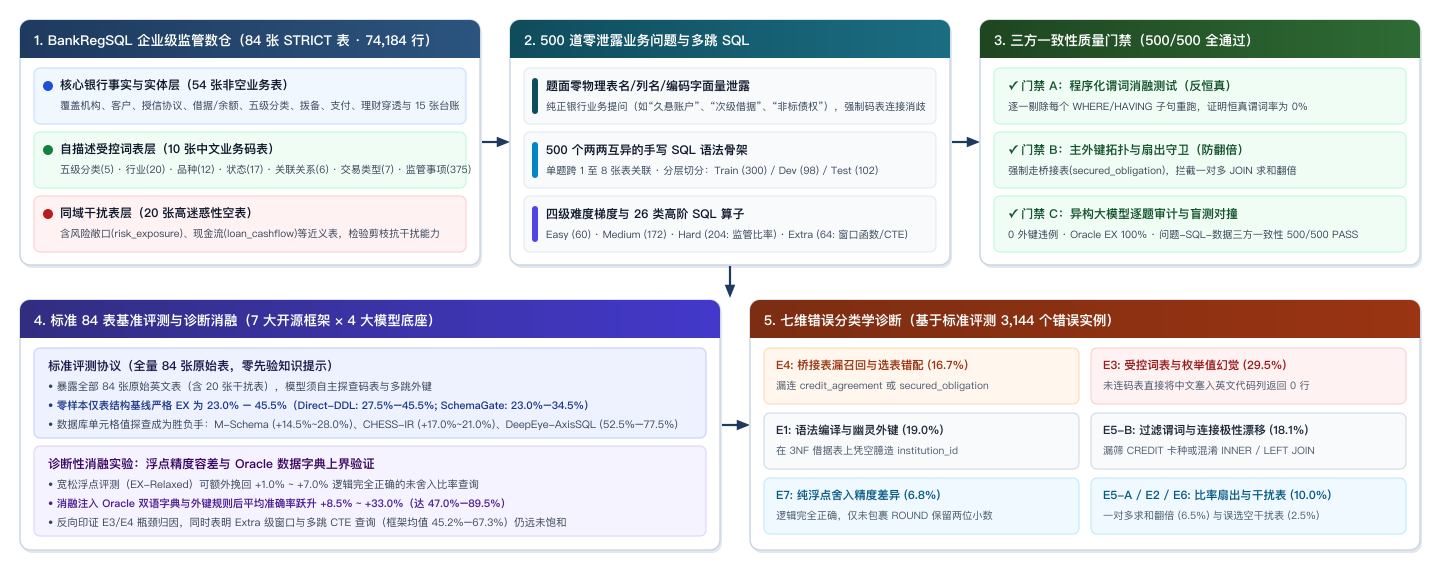 1. BankRegSQL 企业级监管数仓（84 张 STRICT 表 · 74,184 行）
核心银行事实与实体层（54 张非空业务表）
覆盖机构、客户、授信协议、借据/余额、五级分类、拨备、支付、理财穿透与 15 张台账
自描述受控词表层（10 张中文业务码表）
五级分类(5) · 行业(20) · 品种(12) · 状态(17) · 关联关系(6) · 交易类型(7) · 监管事项(375)
同域干扰表层（20 张高迷惑性空表）
含风险敞口(risk_exposure)、现金流(loan_cashflow)等近义表，检验剪枝抗干扰能力
2. 500 道零泄露业务问题与多跳 SQL
题面零物理表名/列名/编码字面量泄露
纯正银行业务提问（如“久悬账户”、“次级借据”、“非标债权”），强制码表连接消歧
500 个两两互异的手写 SQL 语法骨架
单题跨 1 至 8 张表关联 · 分层切分：Train (300) / Dev (98) / Test (102)
四级难度梯度与 26 类高阶 SQL 算子
Easy (60) · Medium (172) · Hard (204: 监管比率) · Extra (64: 窗口函数/CTE)
3. 三方一致性质量门禁（500/500 全通过）
✓ 门禁 A：程序化谓词消融测试（反恒真）
逐一剔除每个 WHERE/HAVING 子句重跑，证明恒真谓词率为 0%
✓ 门禁 B：主外键拓扑与扇出守卫（防翻倍）
强制走桥接表(secured_obligation)，拦截一对多 JOIN 求和翻倍
✓ 门禁 C：异构大模型逐题审计与盲测对撞
0 外键违例 · Oracle EX 100% · 问题-SQL-数据三方一致性 500/500 PASS
4. 标准 84 表基准评测与诊断消融（7 大开源框架 × 4 大模型底座）
标准评测协议（全量 84 张原始表，零先验知识提示）
• 暴露全部 84 张原始英文表（含 20 张干扰表），模型须自主探查码表与多跳外键
• 零样本仅表结构基线严格 EX 为 23.0% — 45.5%（Direct-DDL: 27.5%—45.5%; SchemaGate: 23.0%—34.5%）
• 数据库单元格值探查成为胜负手：M-Schema (+14.5%~28.0%)、CHESS-IR (+17.0%~21.0%)、DeepEye-AxisSQL (52.5%—77.5%)
诊断性消融实验：浮点精度容差与 Oracle 数据字典上界验证
• 宽松浮点评测（EX-Relaxed）可额外挽回 +1.0% ~ +7.0% 逻辑完全正确的未舍入比率查询
• 消融注入 Oracle 双语字典与外键规则后平均准确率跃升 +8.5% ~ +33.0%（达 47.0%—89.5%）
• 反向印证 E3/E4 瓶颈归因，同时表明 Extra 级窗口与多跳 CTE 查询（框架均值 45.2%—67.3%）仍远未饱和
5. 七维错误分类学诊断（基于标准评测 3,144 个错误实例）
E4: 桥接表漏召回与选表错配 (16.7%)
漏连 credit_agreement 或 secured_obligation
E3: 受控词表与枚举值幻觉 (29.5%)
未连码表直接将中文塞入英文代码列返回 0 行
E1: 语法编译与幽灵外键 (19.0%)
在 3NF 借据表上凭空臆造 institution_id
E5-B: 过滤谓词与连接极性漂移 (18.1%)
漏筛 CREDIT 卡种或混淆 INNER / LEFT JOIN
E7: 纯浮点舍入精度差异 (6.8%)
逻辑完全正确，仅未包裹 ROUND 保留两位小数
E5-A / E2 / E6: 比率扇出与干扰表 (10.0%)
一对多求和翻倍 (6.5%) 与误选空干扰表 (2.5%)